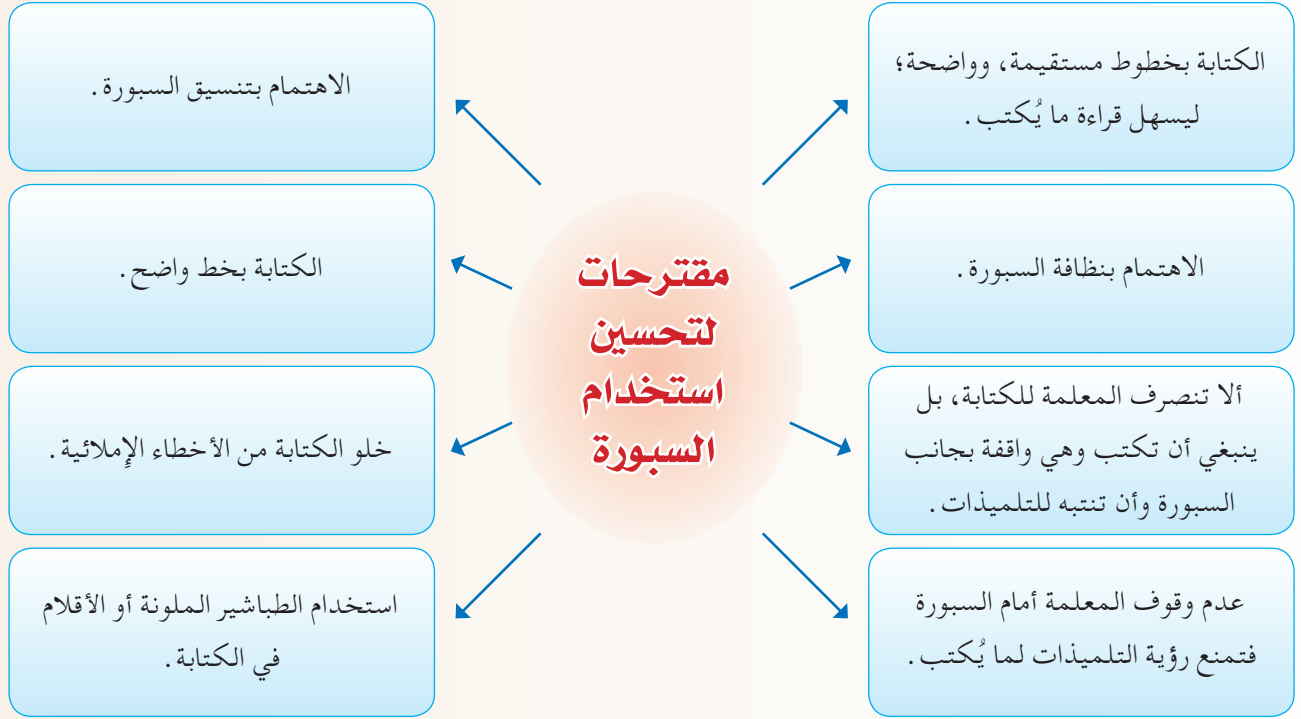 مقترحات
لتحسين
استخدام
السبورة
الكتابة بخطوط مستقيمة، وواضحة؛
ليسهل قراءة ما يُكتب .
الاهتمام بنظافة السبورة .
ألا تنصرف المعلمة للكتابة، بل
ينبغي أن تكتب وهي واقفة بجانب
السبورة وأن تنتبه للتلميذات .
عدم وقوف المعلمة أمام السبورة
فتمنع رؤية التلميذات لما يُكتب .
الاهتمام بتنسيق السبورة .
الكتابة بخط واضح .
خلو الكتابة من الأخطاء الإملائية .
استخدام الطباشير الملونة أو الأقلام
في الكتابة .